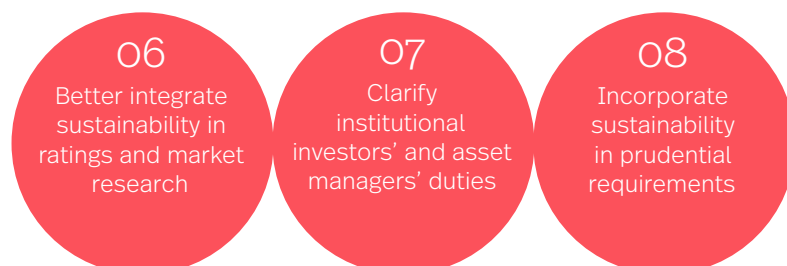 06
Better integrate
sustainability in
ratings and market
research
07
Clarify
institutional
investors’ and asset
managers’ duties
08
Incorporate
sustainability
in prudential
requirements